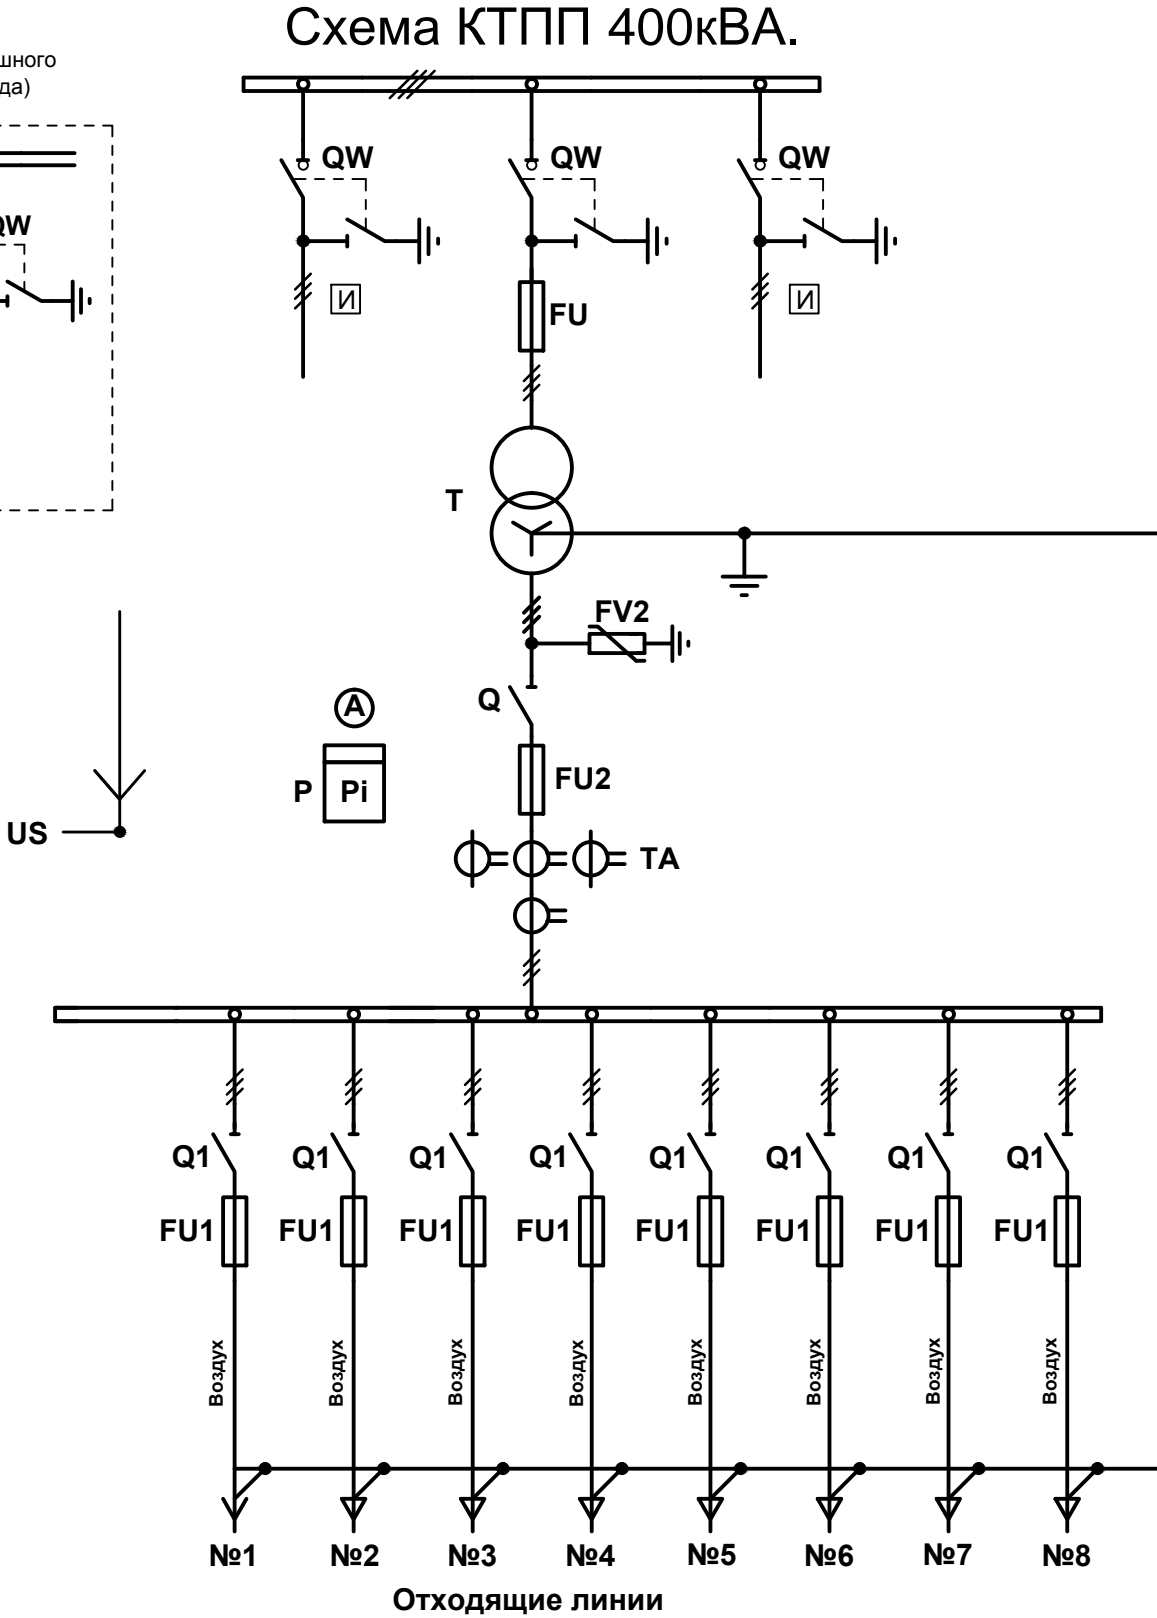 Схема КТПП 400кВА.
шного
да)
QW QW QW
QW
И И
FU
T
FV2
Q
A
P Pi
FU2
US
TA
Q1 Q1 Q1 Q1 Q1 Q1 Q1 Q1
FU1 FU1 FU1 FU1 FU1 FU1 FU1 FU1
Воздух Воздух Воздух Воздух Воздух Воздух Воздух Воздух
№1 №2 №3 №4 №5 №6 №7 №8
Отходящие линии